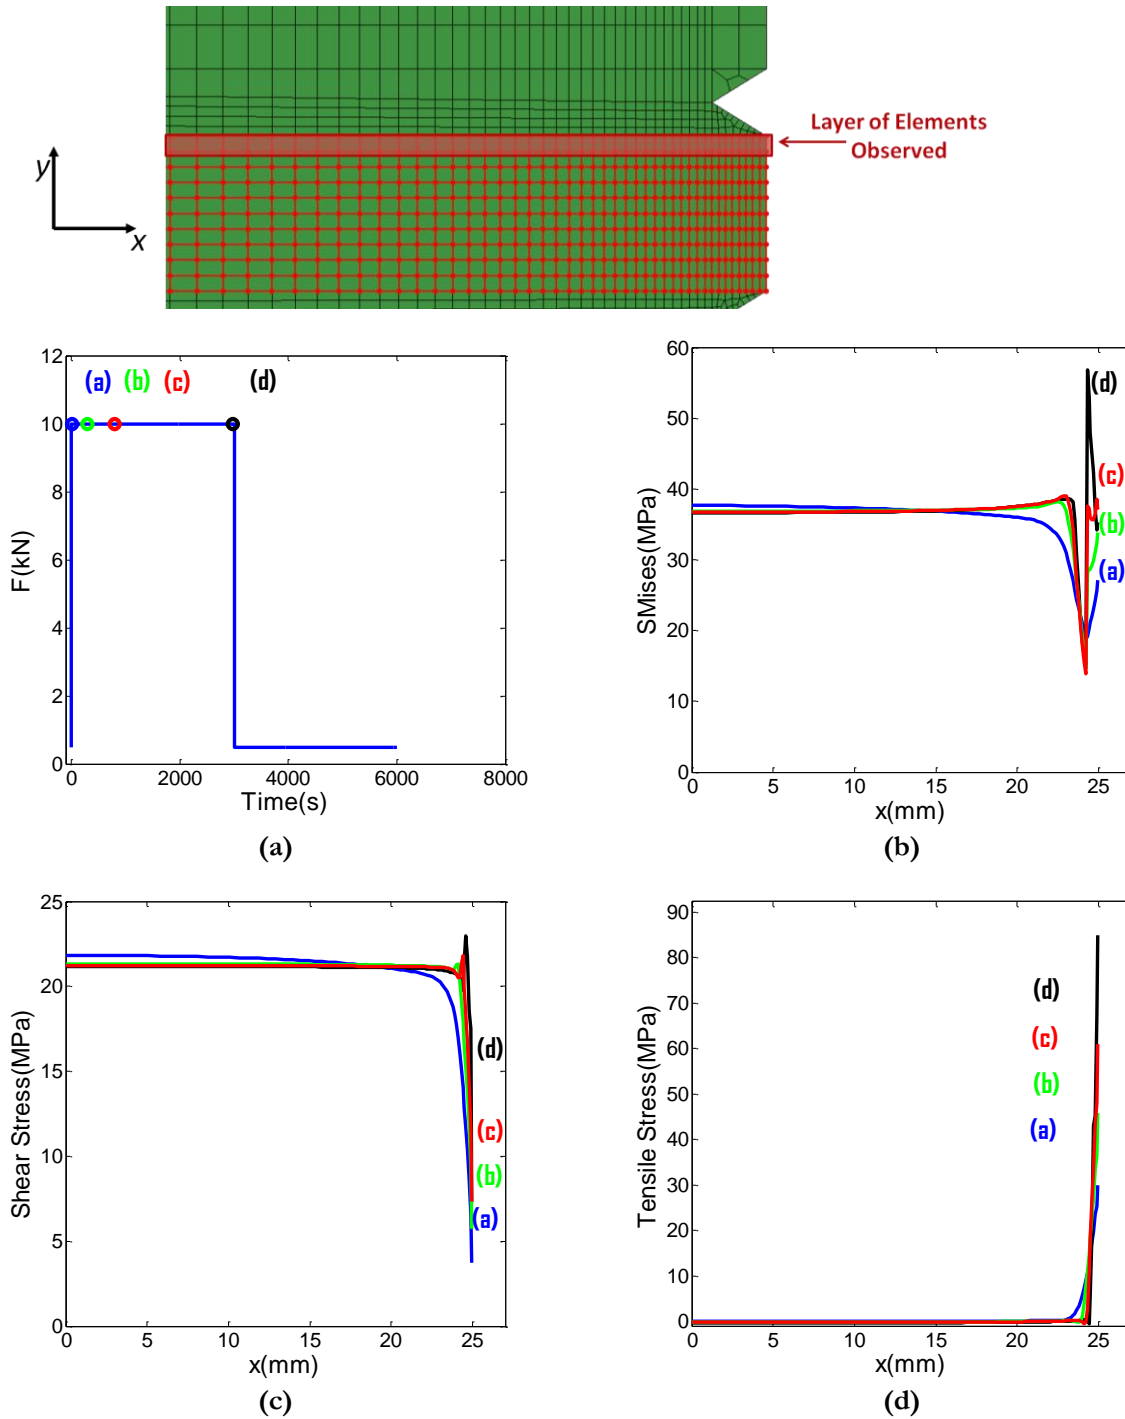 Layer of Elements
Observed
y
x
12
10
8
6
4
2
0
F(kN)
(a) (b) (c) (d)
0 2000 4000 6000 8000
Time(s)
(a)
60
50
40
30
20
10
0
SMises(MPa)
(d)
(c)
(b)
(a)
0 5 10 15 20 25
x(mm)
(b)
25
20
15
10
5
0
Shear Stress(MPa)
(d)
(c)
(b)
(a)
0 5 10 15 20 25
x(mm)
(c)
90
80
70
60
50
40
30
20
10
0
Tensile Stress(MPa)
(d)
(c)
(b)
(a)
0 5 10 15 20 25
x(mm)
(d)